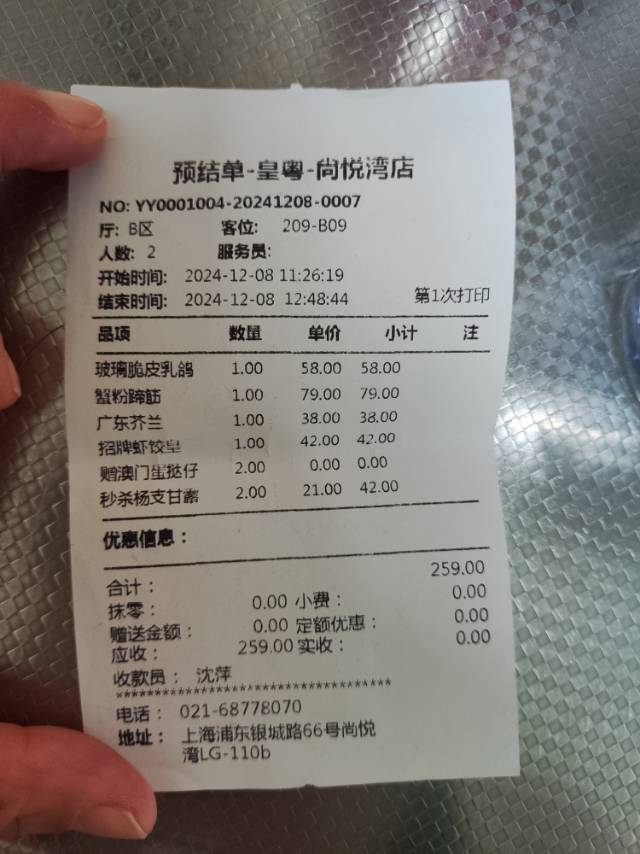 预结单-皇粤-尚悦湾店
NO: YY0001004-20241208-0007
厅: B区 客位: 209-B09
人数: 2 服务员:
开始时间: 2024-12-08 11:26:19
结束时间: 2024-12-08 12:48:44 第1次打印
品项 数量 单价 小计 注
玻璃脆皮乳鸽 1.00 58.00 58.00
蟹粉蹄筋 1.00 79.00 79.00
广东芥兰 1.00 38.00 38.00
招牌虾饺皇 1.00 42.00 42.00
赠澳门蛋挞仔 2.00 0.00 0.00
秒杀杨支甘露 2.00 21.00 42.00
优惠信息：
合计： 259.00
抹零： 0.00 小费： 0.00
赠送金额： 0.00 定额优惠： 0.00
应收： 259.00 实收： 0.00
收款员： 沈萍
************************************
电话： 021-68778070
地址： 上海浦东银城路66号尚悦
湾LG-110b